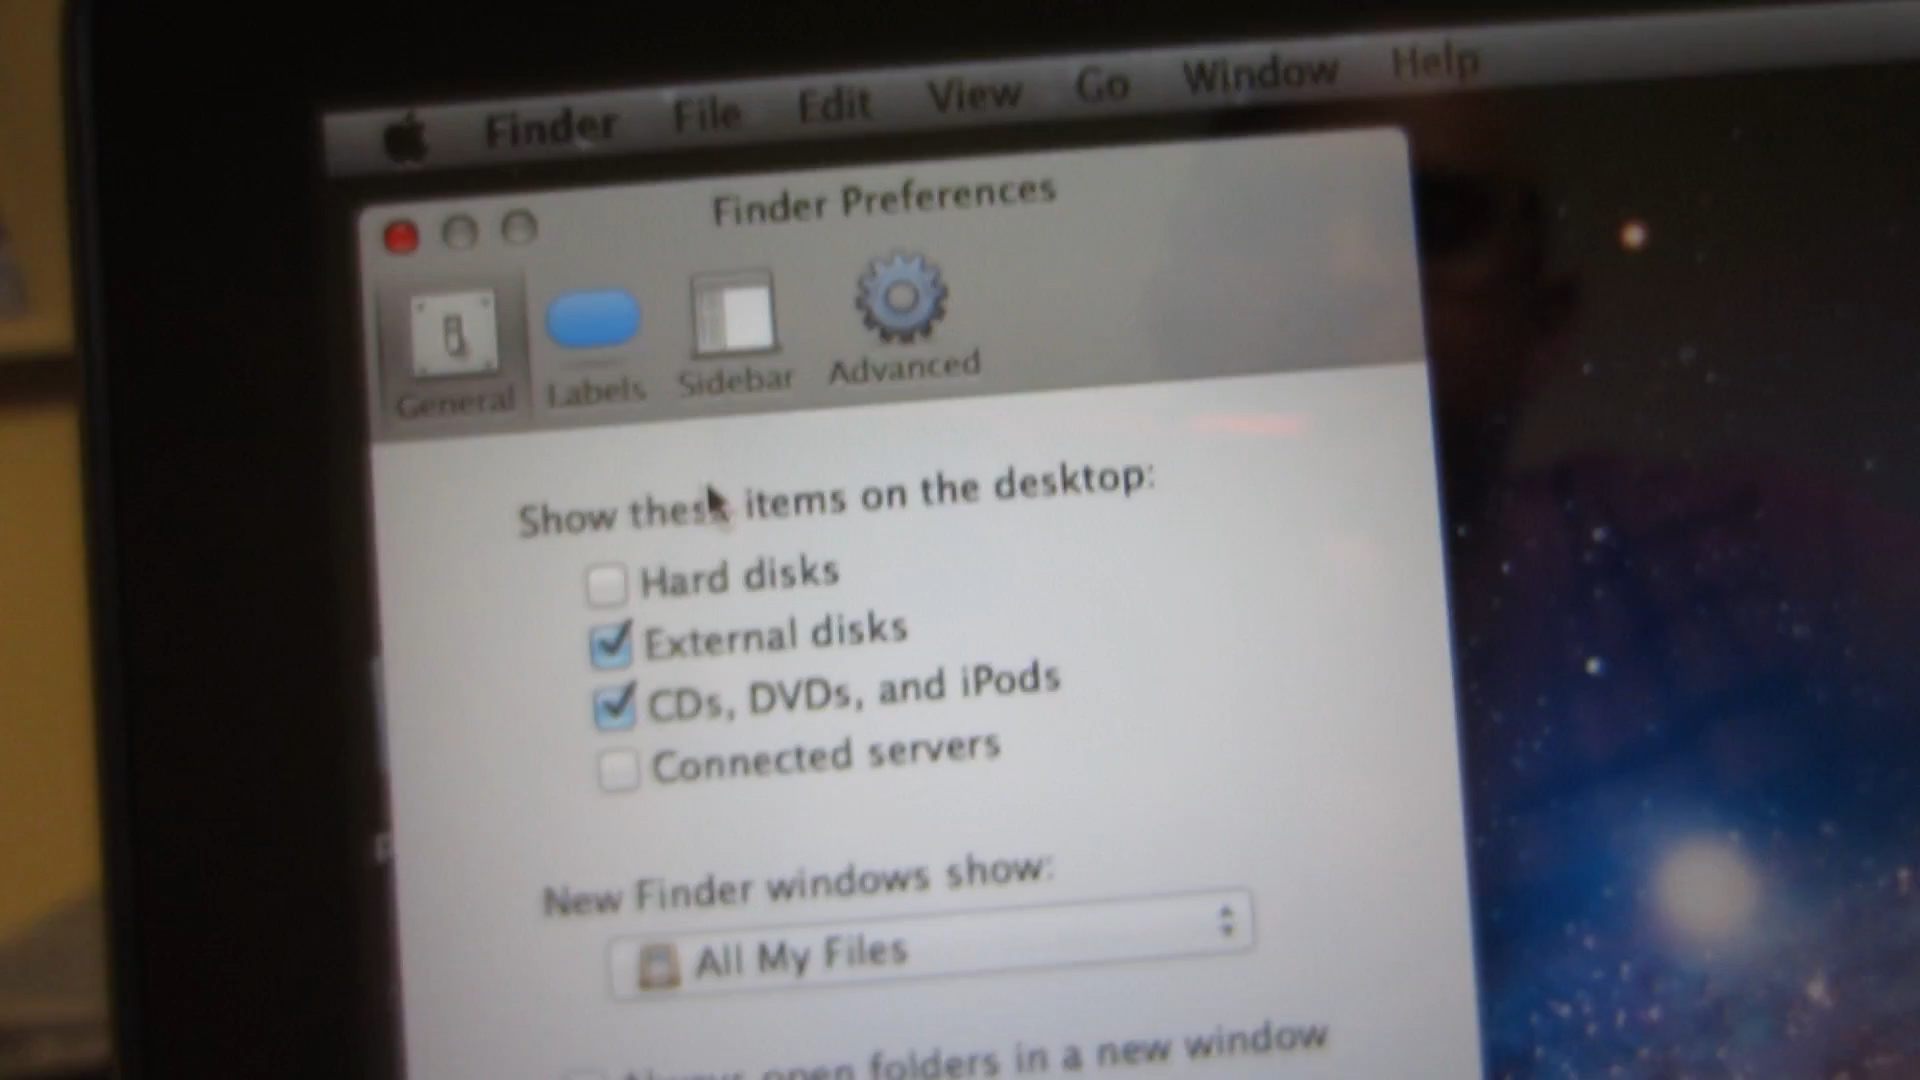 Finder File Edit View Go Window Help
Finder Preferences
General Labels Sidebar Advanced
Show these items on the desktop:
Hard disks
External disks
CDs, DVDs, and iPods
Connected servers
New Finder windows show:
All My Files
Always open folders in a new window